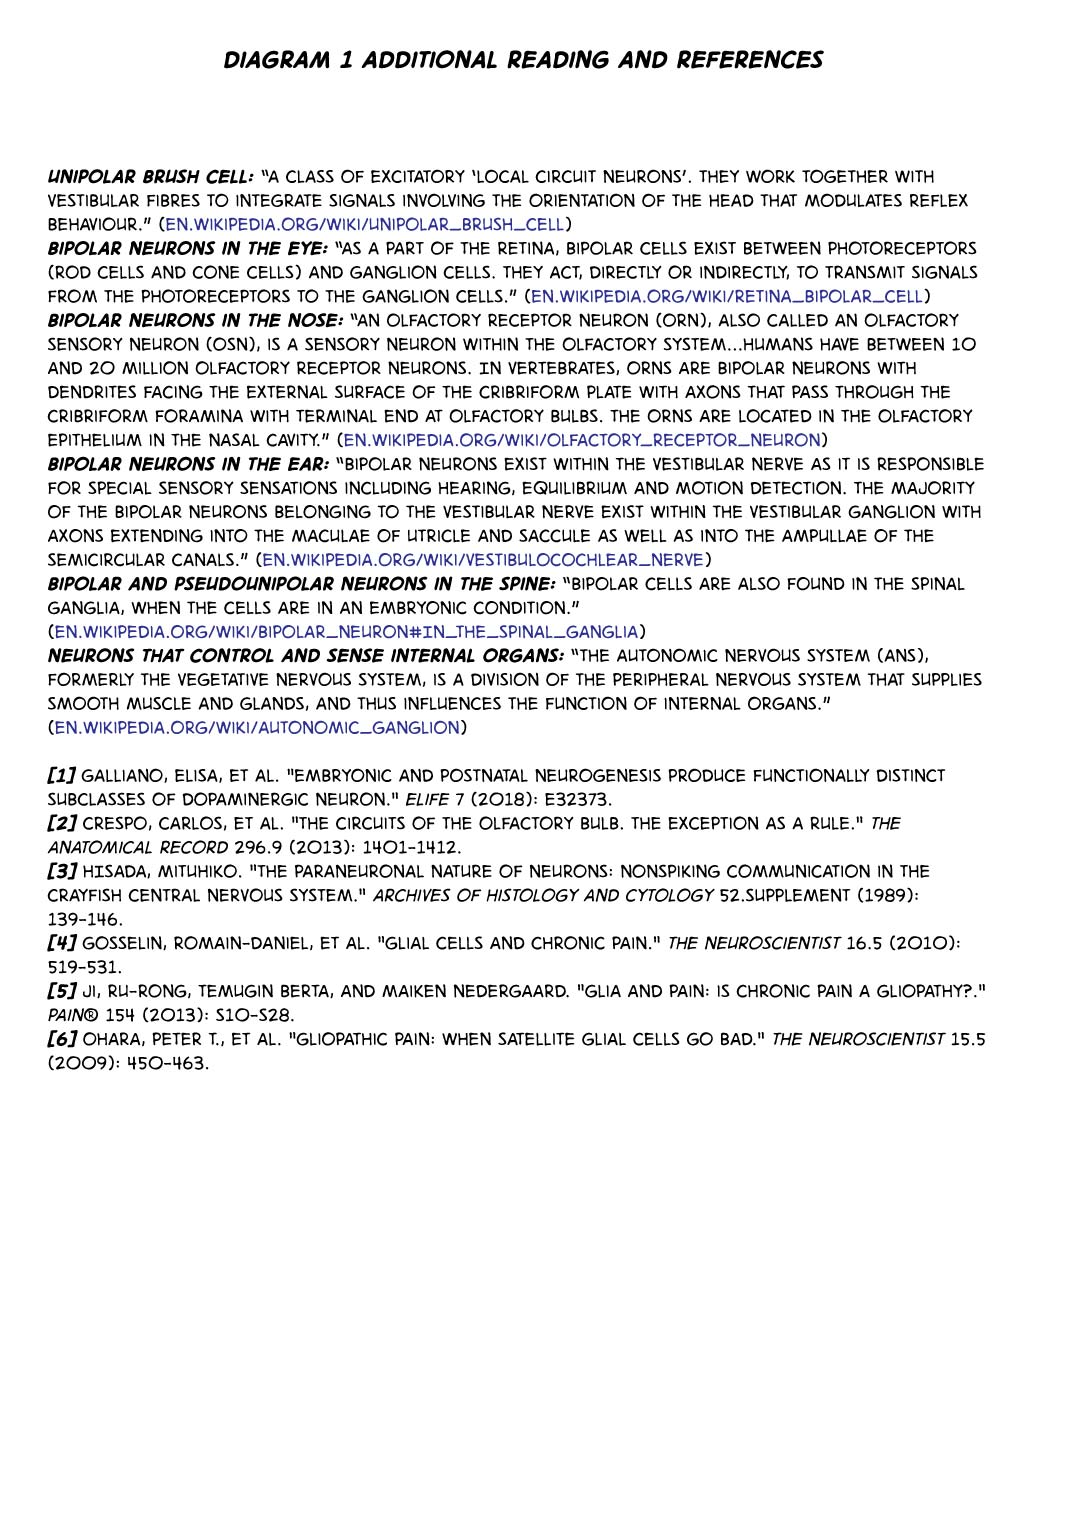 DIAGRAM 1 ADDITIONAL READING AND REFERENCES
UNIPOLAR BRUSH CELL: “A CLASS OF EXCITATORY ‘LOCAL CIRCUIT NEURONS’. THEY WORK TOGETHER WITH
VESTIBULAR FIBRES TO INTEGRATE SIGNALS INVOLVING THE ORIENTATION OF THE HEAD THAT MODULATES REFLEX
BEHAVIOUR.” (EN.WIKIPEDIA.ORG/WIKI/UNIPOLAR_BRUSH_CELL)
BIPOLAR NEURONS IN THE EYE: “AS A PART OF THE RETINA, BIPOLAR CELLS EXIST BETWEEN PHOTORECEPTORS
(ROD CELLS AND CONE CELLS) AND GANGLION CELLS. THEY ACT, DIRECTLY OR INDIRECTLY, TO TRANSMIT SIGNALS
FROM THE PHOTORECEPTORS TO THE GANGLION CELLS.” (EN.WIKIPEDIA.ORG/WIKI/RETINA_BIPOLAR_CELL)
BIPOLAR NEURONS IN THE NOSE: “AN OLFACTORY RECEPTOR NEURON (ORN), ALSO CALLED AN OLFACTORY
SENSORY NEURON (OSN), IS A SENSORY NEURON WITHIN THE OLFACTORY SYSTEM...HUMANS HAVE BETWEEN 10
AND 20 MILLION OLFACTORY RECEPTOR NEURONS. IN VERTEBRATES, ORNS ARE BIPOLAR NEURONS WITH
DENDRITES FACING THE EXTERNAL SURFACE OF THE CRIBRIFORM PLATE WITH AXONS THAT PASS THROUGH THE
CRIBRIFORM FORAMINA WITH TERMINAL END AT OLFACTORY BULBS. THE ORNS ARE LOCATED IN THE OLFACTORY
EPITHELIUM IN THE NASAL CAVITY.” (EN.WIKIPEDIA.ORG/WIKI/OLFACTORY_RECEPTOR_NEURON)
BIPOLAR NEURONS IN THE EAR: “BIPOLAR NEURONS EXIST WITHIN THE VESTIBULAR NERVE AS IT IS RESPONSIBLE
FOR SPECIAL SENSORY SENSATIONS INCLUDING HEARING, EQUILIBRIUM AND MOTION DETECTION. THE MAJORITY
OF THE BIPOLAR NEURONS BELONGING TO THE VESTIBULAR NERVE EXIST WITHIN THE VESTIBULAR GANGLION WITH
AXONS EXTENDING INTO THE MACULAE OF UTRICLE AND SACCULE AS WELL AS INTO THE AMPULLAE OF THE
SEMICIRCULAR CANALS.” (EN.WIKIPEDIA.ORG/WIKI/VESTIBULOCOCHLEAR_NERVE)
BIPOLAR AND PSEUDOUNIPOLAR NEURONS IN THE SPINE: “BIPOLAR CELLS ARE ALSO FOUND IN THE SPINAL
GANGLIA, WHEN THE CELLS ARE IN AN EMBRYONIC CONDITION.”
(EN.WIKIPEDIA.ORG/WIKI/BIPOLAR_NEURON#IN_THE_SPINAL_GANGLIA)
NEURONS THAT CONTROL AND SENSE INTERNAL ORGANS: “THE AUTONOMIC NERVOUS SYSTEM (ANS),
FORMERLY THE VEGETATIVE NERVOUS SYSTEM, IS A DIVISION OF THE PERIPHERAL NERVOUS SYSTEM THAT SUPPLIES
SMOOTH MUSCLE AND GLANDS, AND THUS INFLUENCES THE FUNCTION OF INTERNAL ORGANS.”
(EN.WIKIPEDIA.ORG/WIKI/AUTONOMIC_GANGLION)
[1] GALLIANO, ELISA, ET AL. "EMBRYONIC AND POSTNATAL NEUROGENESIS PRODUCE FUNCTIONALLY DISTINCT
SUBCLASSES OF DOPAMINERGIC NEURON." ELIFE 7 (2018): E32373.
[2] CRESPO, CARLOS, ET AL. "THE CIRCUITS OF THE OLFACTORY BULB. THE EXCEPTION AS A RULE." THE
ANATOMICAL RECORD 296.9 (2013): 1401-1412.
[3] HISADA, MITUHIKO. "THE PARANEURONAL NATURE OF NEURONS: NONSPIKING COMMUNICATION IN THE
CRAYFISH CENTRAL NERVOUS SYSTEM." ARCHIVES OF HISTOLOGY AND CYTOLOGY 52.SUPPLEMENT (1989):
139-146.
[4] GOSSELIN, ROMAIN-DANIEL, ET AL. "GLIAL CELLS AND CHRONIC PAIN." THE NEUROSCIENTIST 16.5 (2010):
519-531.
[5] JI, RU-RONG, TEMUGIN BERTA, AND MAIKEN NEDERGAARD. "GLIA AND PAIN: IS CHRONIC PAIN A GLIOPATHY?."
PAIN® 154 (2013): S10-S28.
[6] OHARA, PETER T., ET AL. "GLIOPATHIC PAIN: WHEN SATELLITE GLIAL CELLS GO BAD." THE NEUROSCIENTIST 15.5
(2009): 450-463.